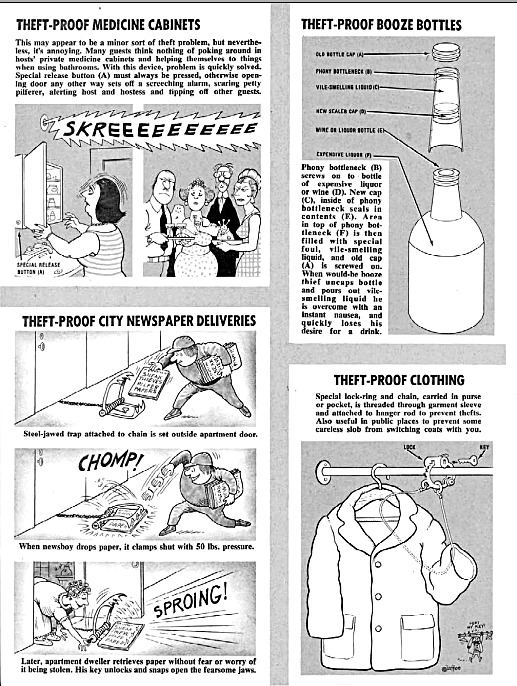 THEFT-PROOF MEDICINE CABINETS
This may appear to be a minor sort of theft problem, but neverthe-
less, it's annoying. Many guests think nothing of poking around in
hosts' private medicine cabinets and helping themselves to things
when using bathrooms. With this device, problem is quickly solved.
Special release button (A) must always be pressed, otherwise open-
ing door any other way sets off a screeching alarm, scaring petty
pilferer, alerting host and hostess and tipping off other guests.
SKREEEEEEEEEEE
SPECIAL RELEASE
BUTTON (A)
THEFT-PROOF CITY NEWSPAPER DELIVERIES
Steel-jawed trap attached to chain is set outside apartment door.
CHOMP!
When newsboy drops paper, it clamps shut with 50 lbs. pressure.
SPROING!
Later, apartment dweller retrieves paper without fear or worry of
it being stolen. His key unlocks and snaps open the fearsome jaws.
THEFT-PROOF BOOZE BOTTLES
OLD BOTTLE CAP (A)
PHONY BOTTLENECK (B)
VILE-SMELLING LIQUID (C)
NEW SEALER CAP (D)
WINE OR LIQUOR BOTTLE (E)
EXPENSIVE LIQUOR (F)
Phony bottleneck (B)
screws on to bottle
of expensive liquor
or wine (D). New cap
(C), inside of phony
bottleneck seals in
contents (E). Area
in top of phony bot-
tleneck (F) is then
filled with special
foul, vile-smelling
liquid, and old cap
(A) is screwed on.
When would-be booze
thief uncaps bottle
and pours out vile-
smelling liquid he
is overcome with an
instant nausea, and
quickly loses his
desire for a drink.
THEFT-PROOF CLOTHING
Special lock-ring and chain, carried in purse
or pocket, is threaded through garment sleeve
and attached to hanger rod to prevent thefts.
Also useful in public places to prevent some
careless slob from switching coats with you.
LOCK
KEY